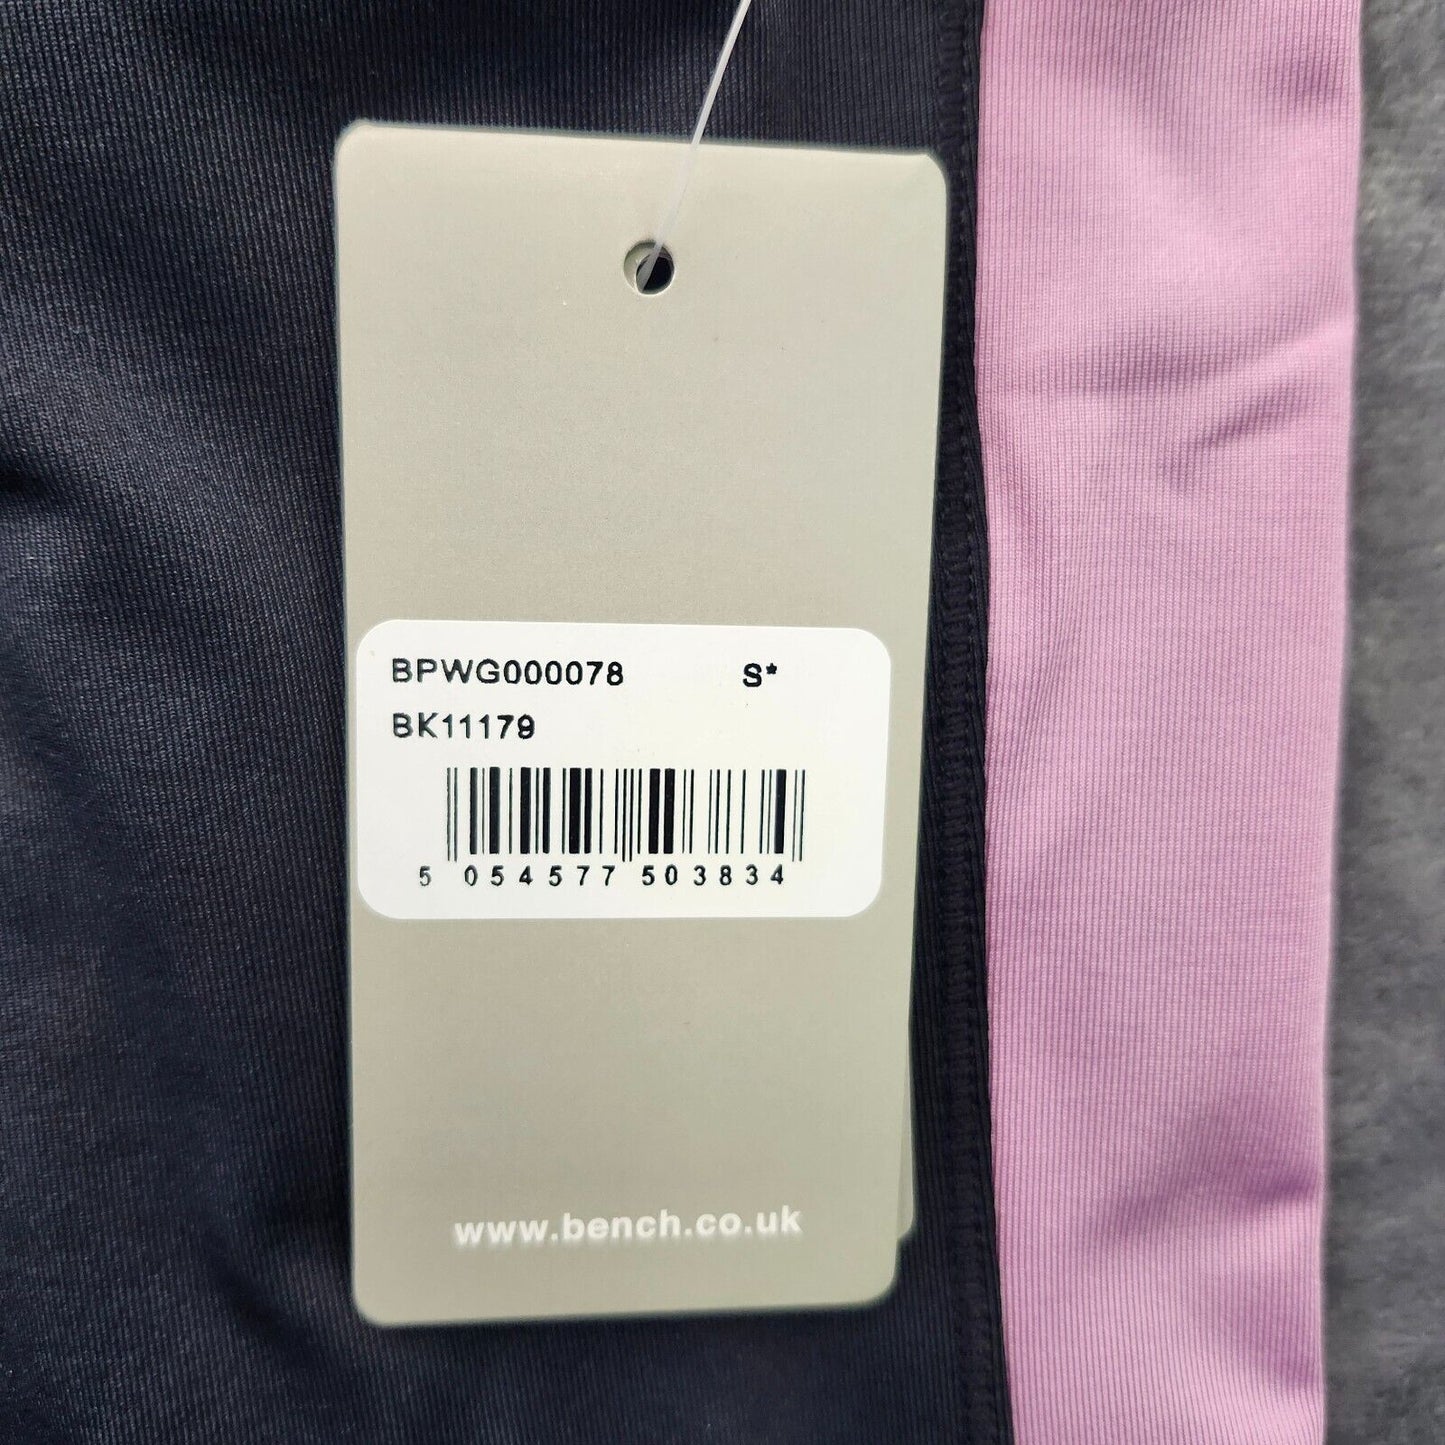 BPWG000078 S*
BK11179
5 054577 503834
www.bench.co.uk